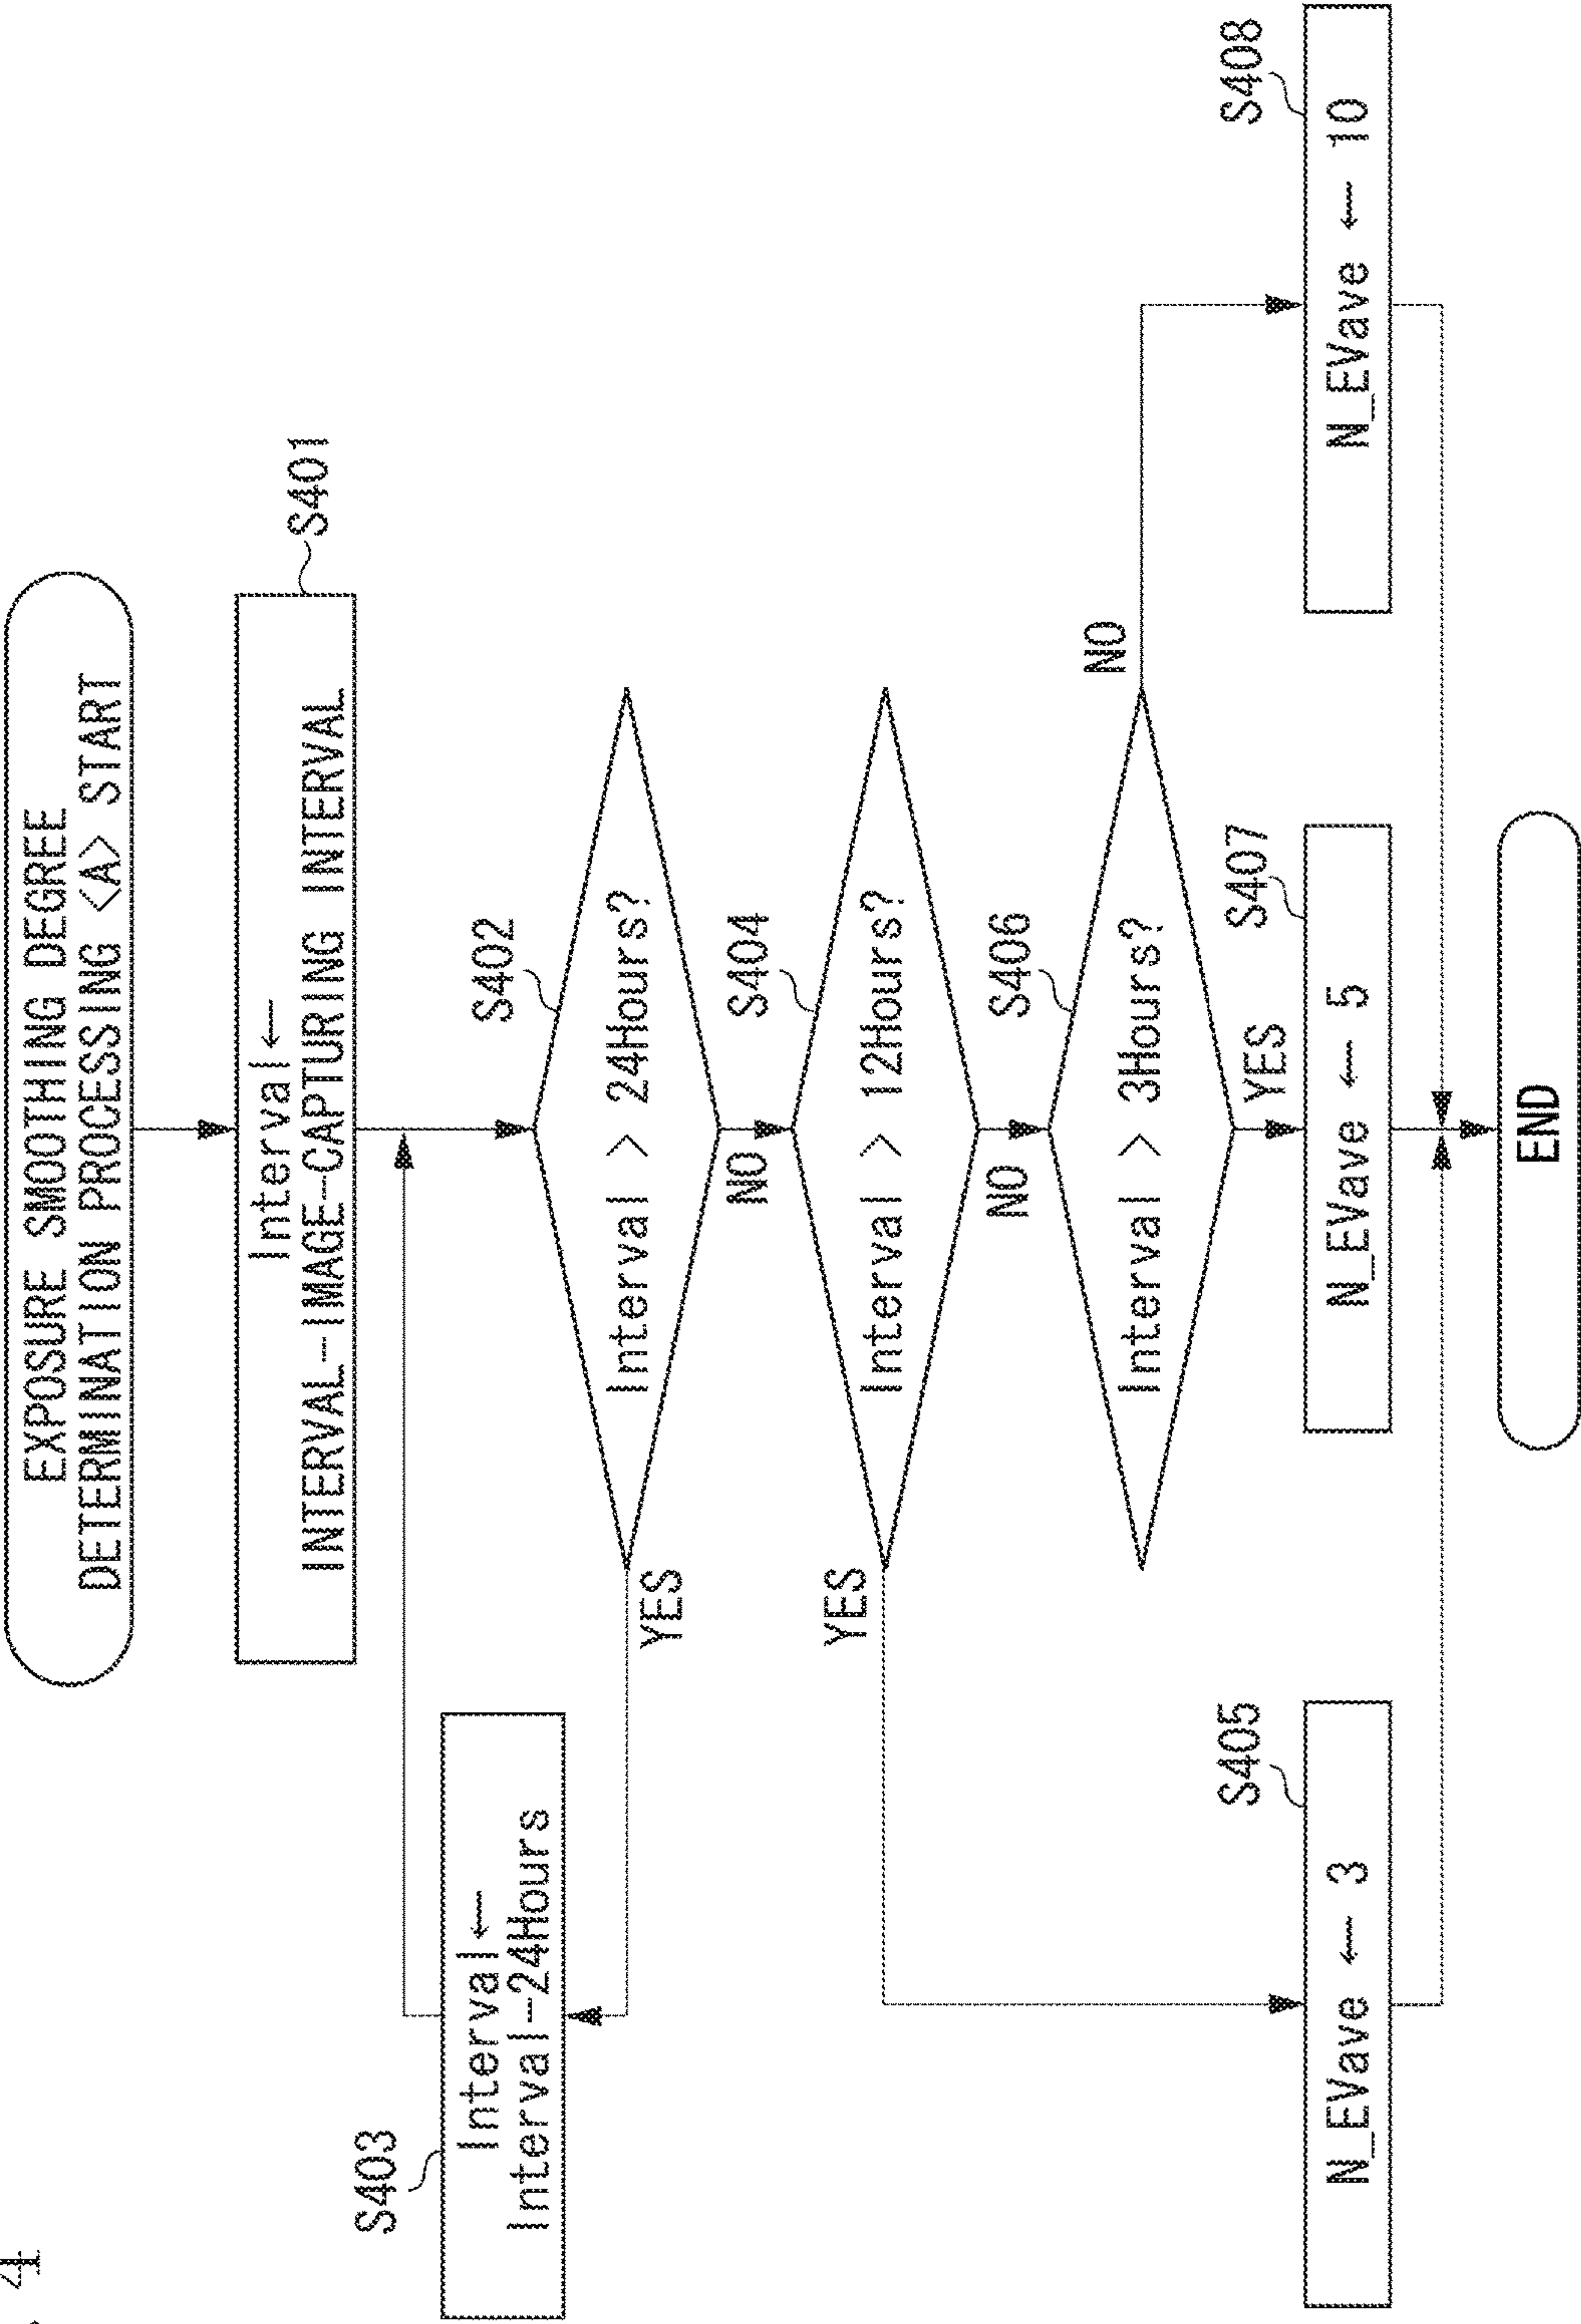 4
EXPOSURE SMOOTHING DEGREE
DETERMINATION PROCESSING <A> START
S401
Interval←
INTERVAL-IMAGE-CAPTURING INTERVAL
S402
Interval > 24Hours?
YES
NO
S403
Interval←
Interval-24Hours
S404
Interval > 12Hours?
YES
NO
S406
Interval > 3Hours?
NO
YES
S405
N_EVave ← 3
S407
N_EVave ← 5
S408
N_EVave ← 10
END